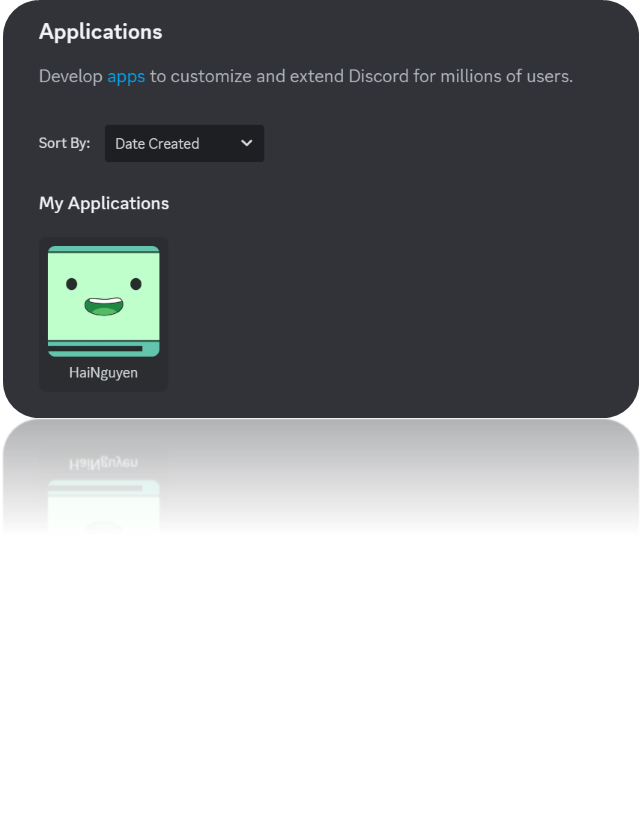 Applications
Develop apps to customize and extend Discord for millions of users.
Sort By: Date Created
My Applications
HaiNguyen
HaiNguyen